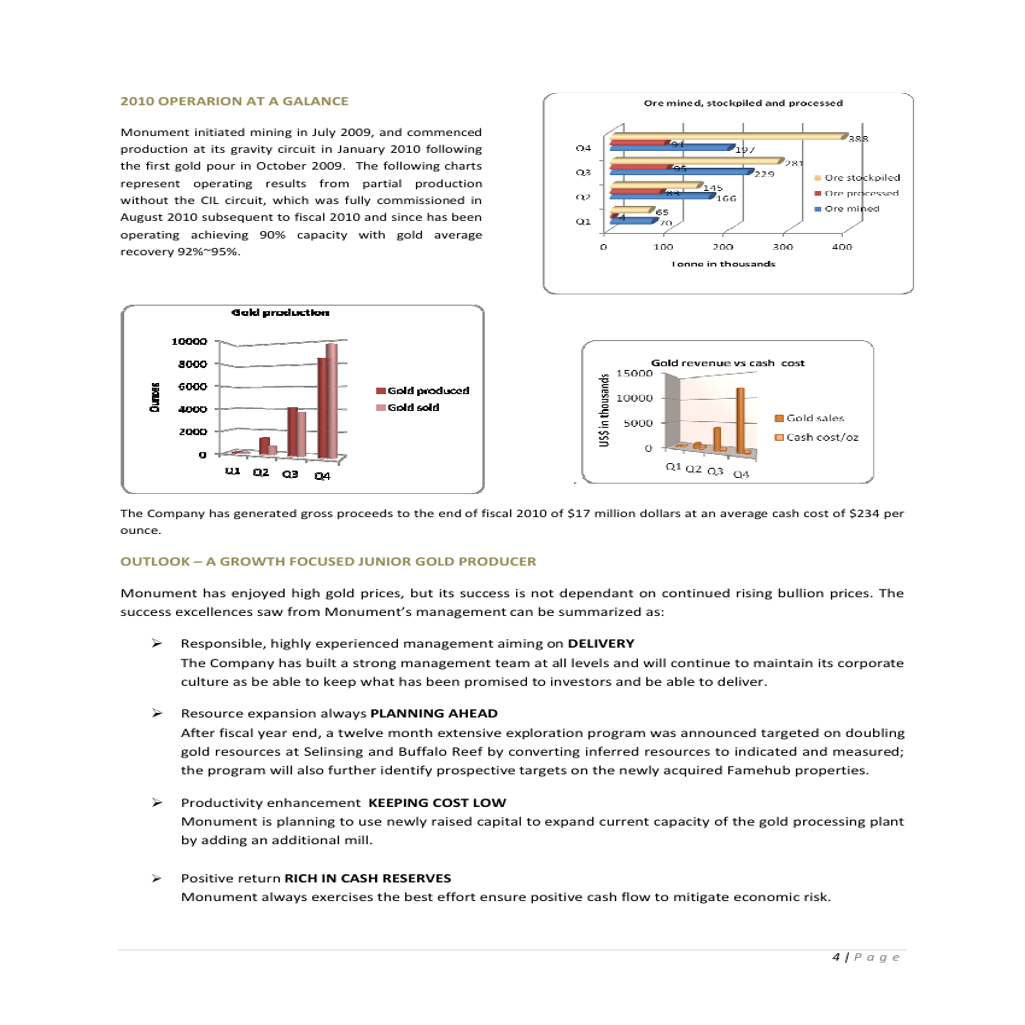 2010 OPERARION AT A GALANCE
Monument initiated mining in July 2009, and commenced
production at its gravity circuit in January 2010 following
the first gold pour in October 2009. The following charts
represent operating results from partial production
without the CIL circuit, which was fully commissioned in
August 2010 subsequent to fiscal 2010 and since has been
operating achieving 90% capacity with gold average
recovery 92%~95%.
Ore mined, stockpiled and processed
388
Q4 91 197
281
Q3 95 229
145
Q2 83 166
65
Q1 4 70
Ore stockpiled
Ore processed
Ore mined
0 100 200 300 400
Tonne in thousands
Gold production
Ounces
10000
8000
6000
4000
2000
0
Q1 Q2 Q3 Q4
Gold produced
Gold sold
Gold revenue vs cash cost
US$ in thousands
15000
10000
5000
0
Q1 Q2 Q3 Q4
Gold sales
Cash cost/oz
The Company has generated gross proceeds to the end of fiscal 2010 of $17 million dollars at an average cash cost of $234 per
ounce.
OUTLOOK – A GROWTH FOCUSED JUNIOR GOLD PRODUCER
Monument has enjoyed high gold prices, but its success is not dependant on continued rising bullion prices. The
success excellences saw from Monument's management can be summarized as:
➢ Responsible, highly experienced management aiming on DELIVERY
The Company has built a strong management team at all levels and will continue to maintain its corporate
culture as be able to keep what has been promised to investors and be able to deliver.
➢ Resource expansion always PLANNING AHEAD
After fiscal year end, a twelve month extensive exploration program was announced targeted on doubling
gold resources at Selinsing and Buffalo Reef by converting inferred resources to indicated and measured;
the program will also further identify prospective targets on the newly acquired Famehub properties.
➢ Productivity enhancement KEEPING COST LOW
Monument is planning to use newly raised capital to expand current capacity of the gold processing plant
by adding an additional mill.
➢ Positive return RICH IN CASH RESERVES
Monument always exercises the best effort ensure positive cash flow to mitigate economic risk.
4 | Page